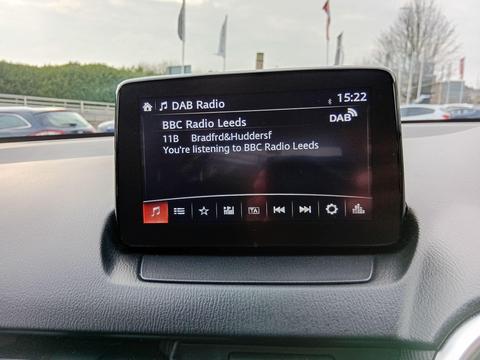 DAB Radio 15:22
BBC Radio Leeds DAB
11B Bradfrd&Huddersf
You're listening to BBC Radio Leeds
TA